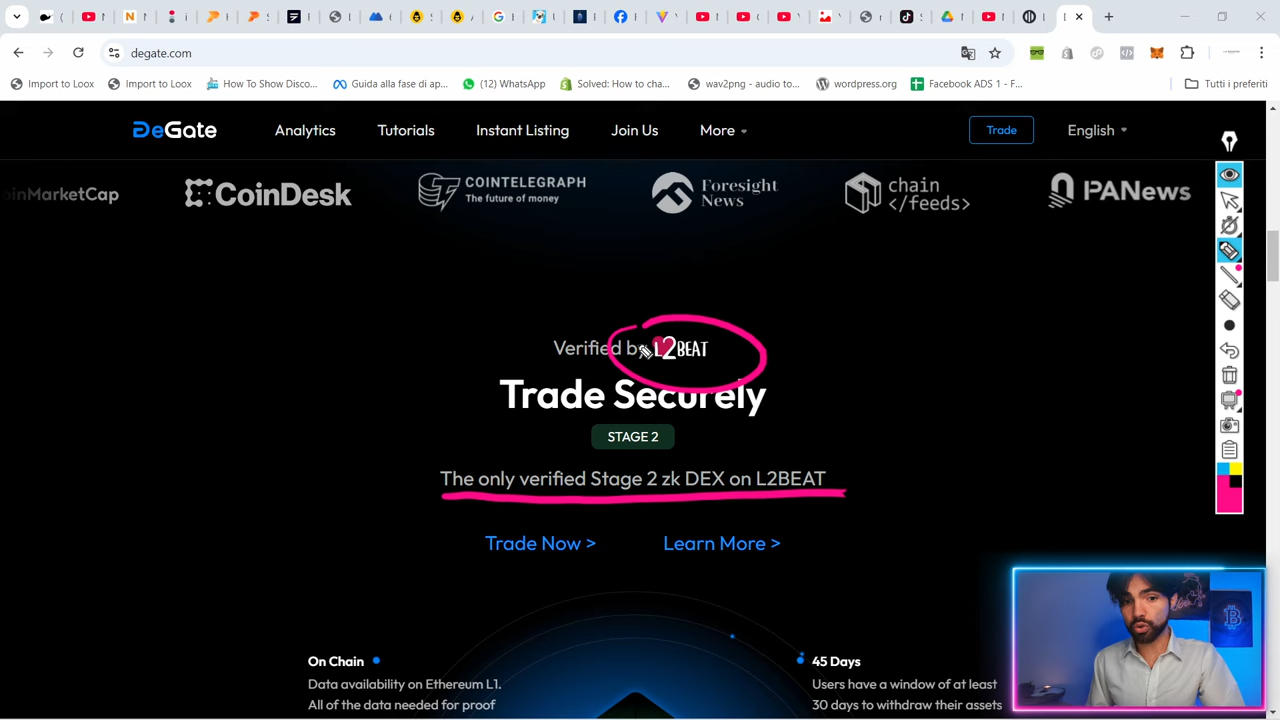 degate.com
Import to Loox
Import to Loox
How To Show Disco...
Guida alla fase di ap...
(12) WhatsApp
Solved: How to cha...
wav2png - audio to...
wordpress.org
Facebook ADS 1 - F...
Tutti i preferiti
DeGate
Analytics
Tutorials
Instant Listing
Join Us
More
Trade
English
oinMarketCap
CoinDesk
COINTELEGRAPH
The future of money
Foresight
News
chain
</feeds>
PANews
Verified by L2BEAT
Trade Securely
STAGE 2
The only verified Stage 2 zk DEX on L2BEAT
Trade Now >
Learn More >
On Chain
Data availability on Ethereum L1.
All of the data needed for proof
45 Days
Users have a window of at least
30 days to withdraw their assets